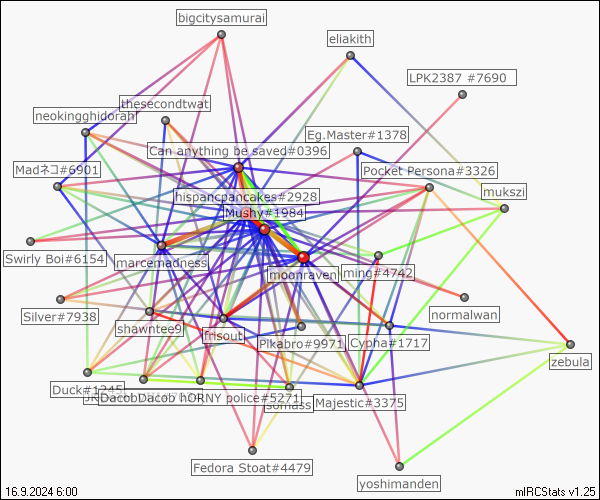 bigcitysamurai
eliakith
LPK2387 #7690
thesecondtwat
neokingghidorah
Eg.Master#1378
Can anything be saved#0396
Madネコ#6901
Pocket Persona#3326
mukszi
hispancpancakes#2928
Mushy#1984
Swirly Boi#6154
marcemadness
moonraven
ming#4742
Silver#7938
normalwan
shawntee9
frisout
Plkabro#9971
Cypha#1717
zebula
Duck#1245
Dacob
Dacob hORNY police#5271
Majestic#3375
Fedora Stoat#4479
yoshimanden
16.9.2024 6:00
mIRCStats v1.25